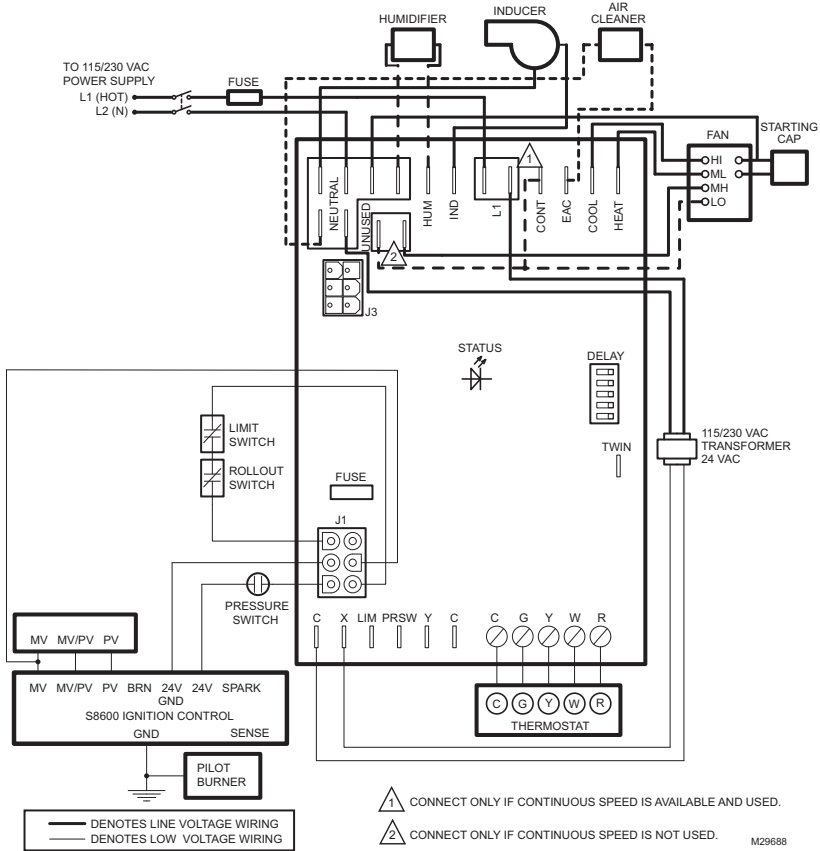 HUMIDIFIER
INDUCER
AIR
CLEANER
TO 115/230 VAC
POWER SUPPLY
L1 (HOT)
L2 (N)
FUSE
FAN
HI
ML
MH
LO
STARTING
CAP
NEUTRAL
UNUSED
HUM
IND
L1
1
CONT
EAC
COOL
HEAT
2
J3
STATUS
DELAY
LIMIT
SWITCH
ROLLOUT
SWITCH
TWIN
115/230 VAC
TRANSFORMER
24 VAC
FUSE
J1
PRESSURE
SWITCH
C X LIM PRSW Y C C G Y W R
MV MV/PV PV
MV MV/PV PV BRN 24V 24V SPARK
GND
S8600 IGNITION CONTROL
GND SENSE
C G Y W R
THERMOSTAT
PILOT
BURNER
DENOTES LINE VOLTAGE WIRING
DENOTES LOW VOLTAGE WIRING
1 CONNECT ONLY IF CONTINUOUS SPEED IS AVAILABLE AND USED.
2 CONNECT ONLY IF CONTINUOUS SPEED IS NOT USED.
M29688